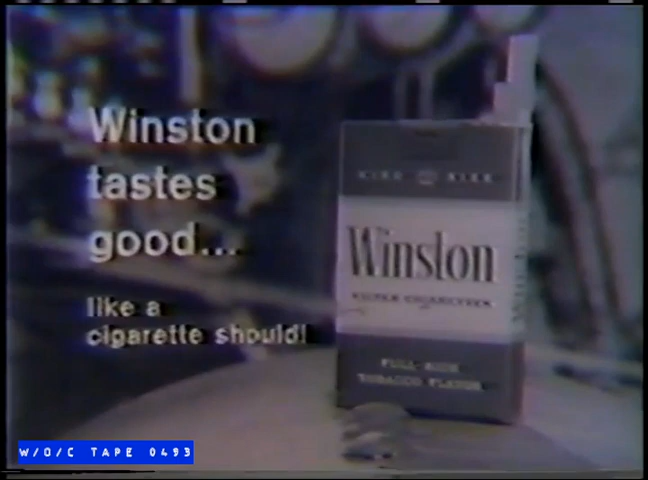 Winston
tastes
good...
like a
cigarette should!
KING SIZE
Winston
FILTER CIGARETTES
FULL RICH
TOBACCO FLAVOR
W/O/C TAPE 0493